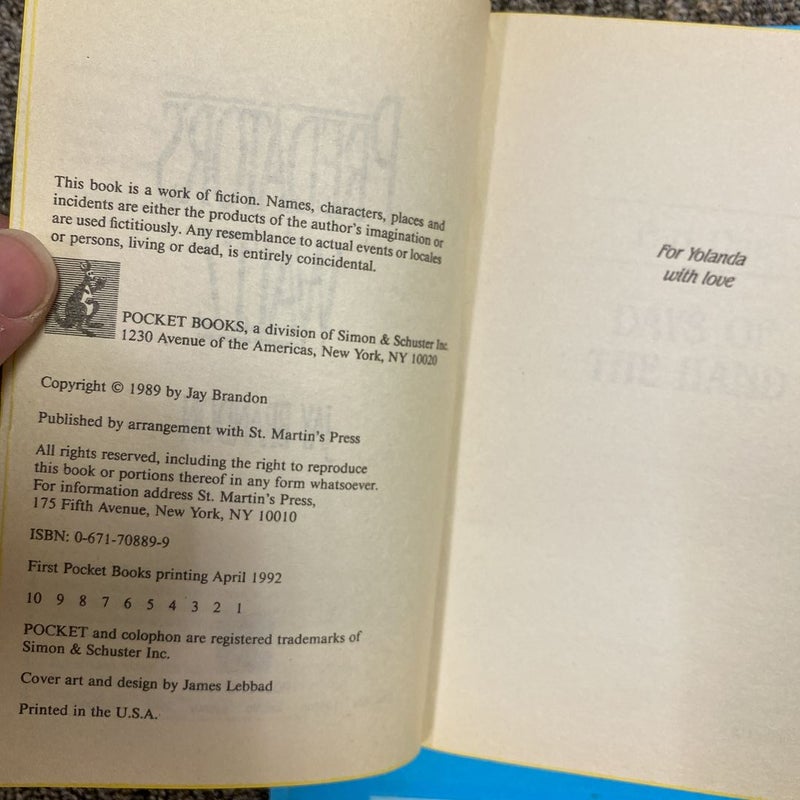 This book is a work of fiction. Names, characters, places and
incidents are either the products of the author's imagination or
are used fictitiously. Any resemblance to actual events or locales
or persons, living or dead, is entirely coincidental.
POCKET BOOKS, a division of Simon & Schuster Inc.
1230 Avenue of the Americas, New York, NY 10020
Copyright © 1989 by Jay Brandon
Published by arrangement with St. Martin's Press
All rights reserved, including the right to reproduce
this book or portions thereof in any form whatsoever.
For information address St. Martin's Press,
175 Fifth Avenue, New York, NY 10010
ISBN: 0-671-70889-9
First Pocket Books printing April 1992
10 9 8 7 6 5 4 3 2 1
POCKET and colophon are registered trademarks of
Simon & Schuster Inc.
Cover art and design by James Lebbad
Printed in the U.S.A.
For Yolanda
with love